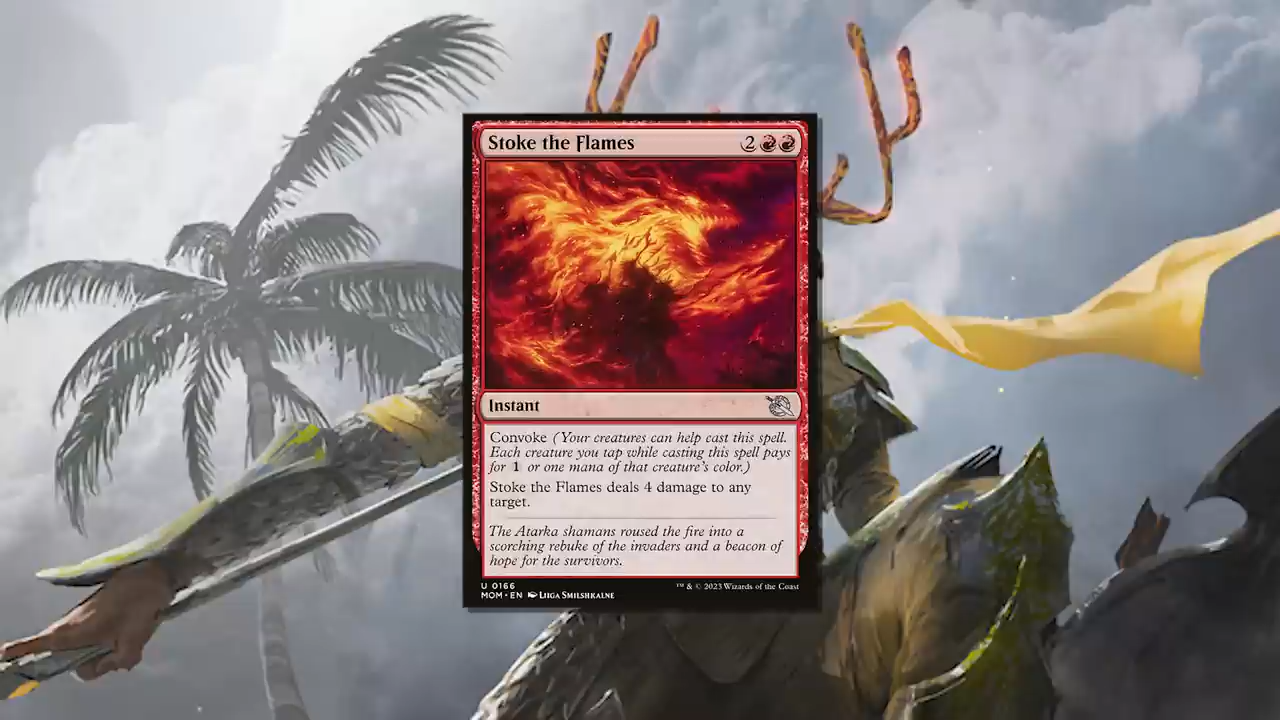 Stoke the Flames 2
Instant
Convoke (Your creatures can help cast this spell.
Each creature you tap while casting this spell pays
for 1 or one mana of that creature's color.)
Stoke the Flames deals 4 damage to any
target.
The Atarka shamans roused the fire into a
scorching rebuke of the invaders and a beacon of
hope for the survivors.
U 0166
MOM • EN Liiga Smilshkalne
™ & © 2023 Wizards of the Coast